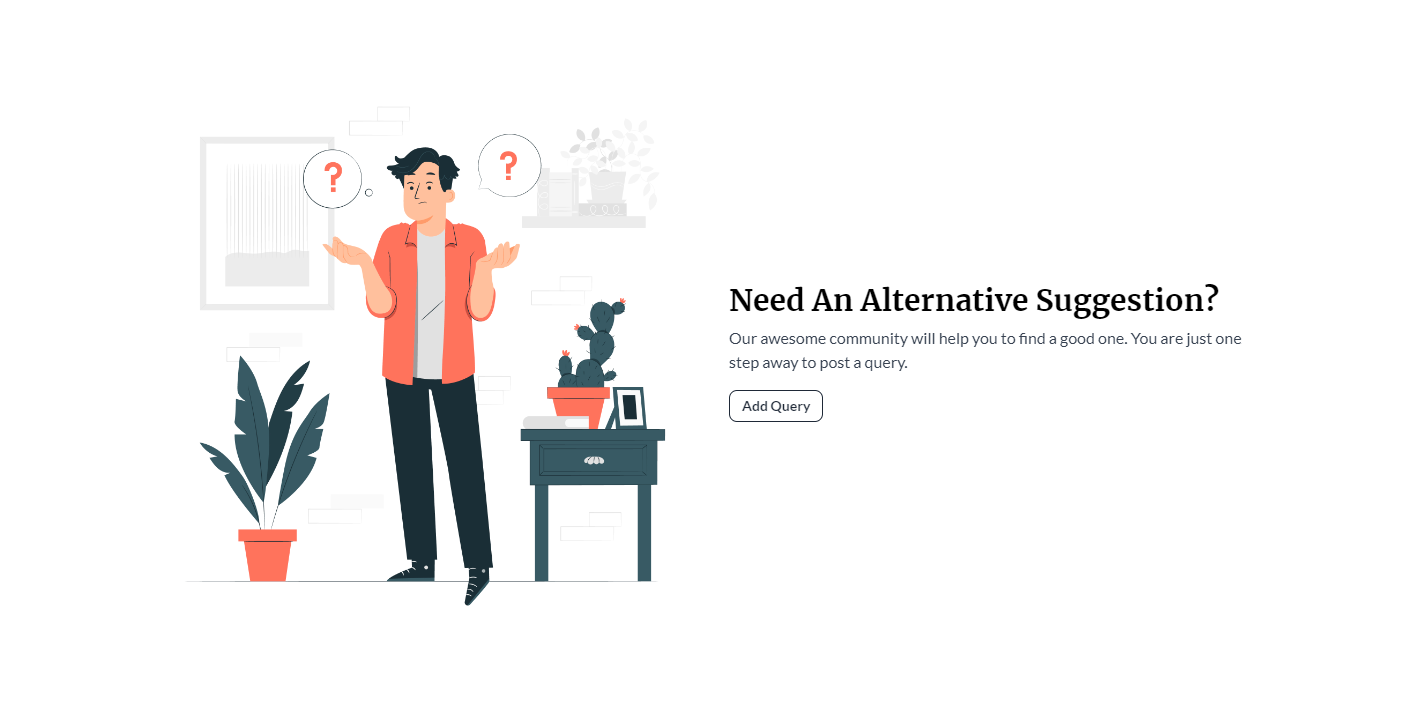 ?
?
Need An Alternative Suggestion?
Our awesome community will help you to find a good one. You are just one
step away to post a query.
Add Query